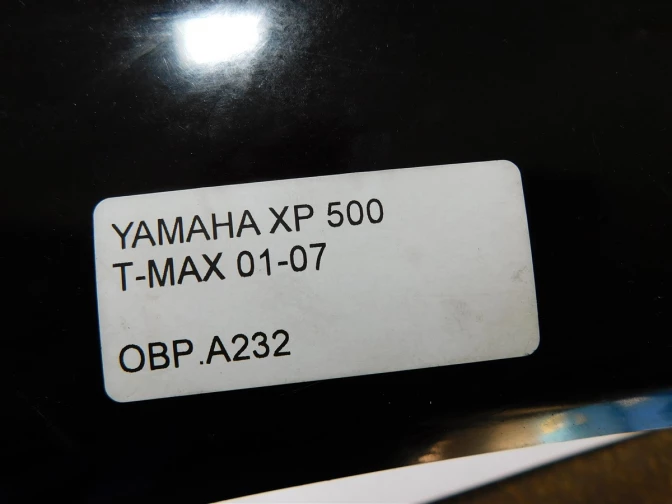 YAMAHA XP 500
T-MAX 01-07
OBP.A232